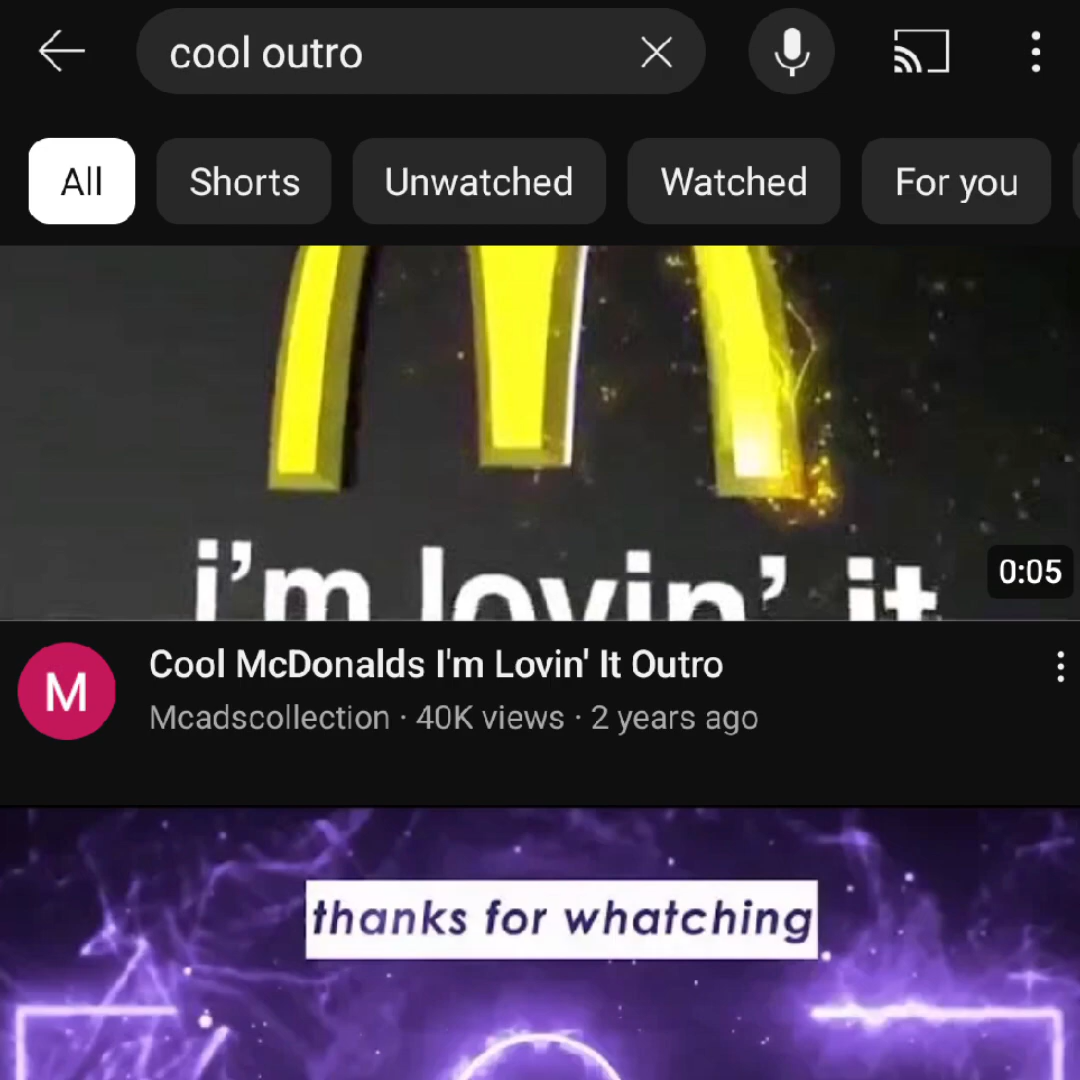 cool outro
All Shorts Unwatched Watched For you
i'm lovin' it
0:05
M Cool McDonalds I'm Lovin' It Outro
Mcadscollection · 40K views · 2 years ago
thanks for whatching